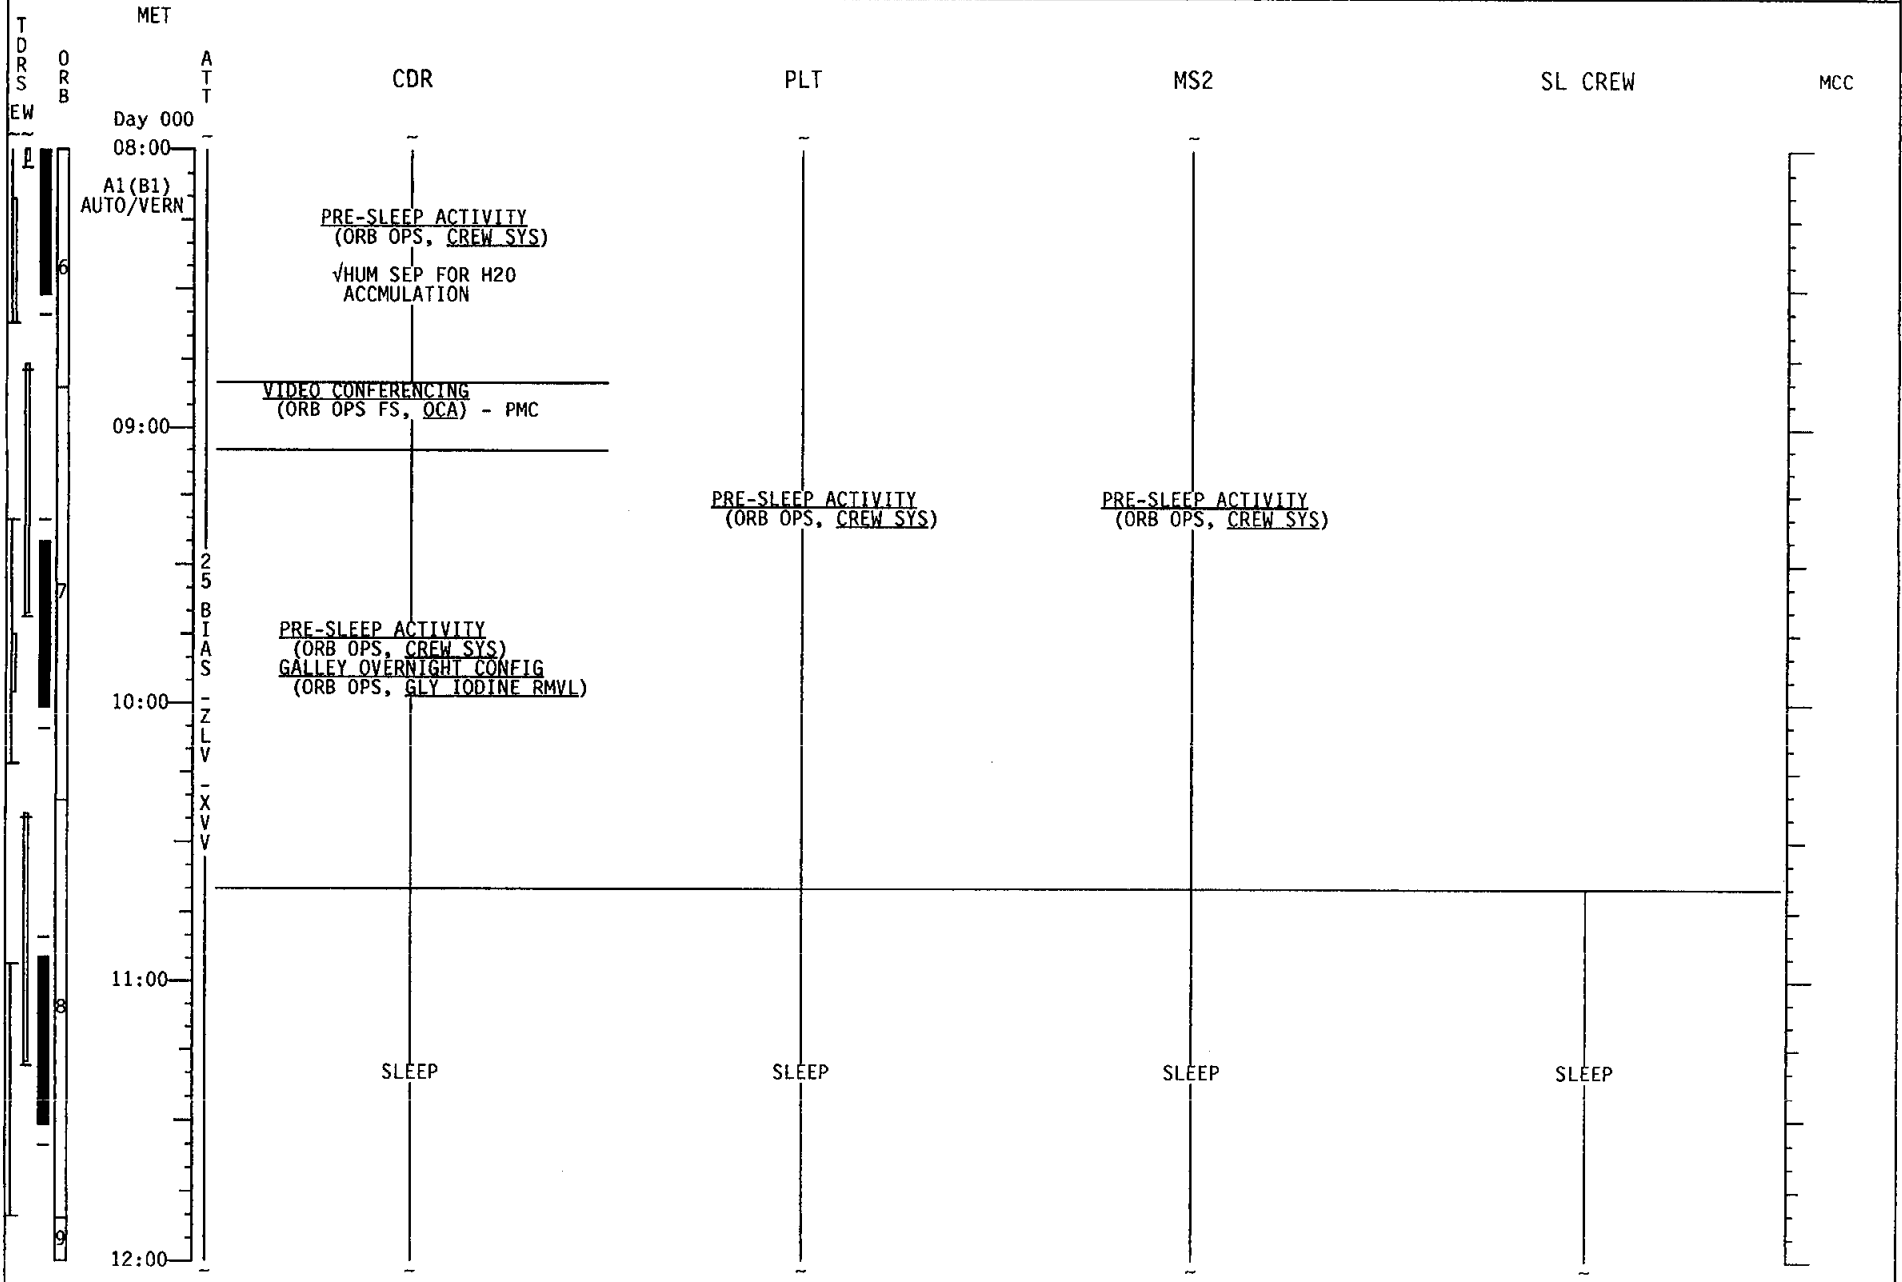 MET
TDRS
ORB
ATT
CDR
PLT
MS2
SL CREW
MCC
EW
Day 000
08:00
A1(B1)
AUTO/VERN
PRE-SLEEP ACTIVITY
(ORB OPS, CREW SYS)
6
√HUM SEP FOR H2O
ACCMULATION
VIDEO CONFERENCING
(ORB OPS FS, OCA) - PMC
09:00
PRE-SLEEP ACTIVITY
(ORB OPS, CREW SYS)
PRE-SLEEP ACTIVITY
(ORB OPS, CREW SYS)
25 BIAS -ZLV -XVV
7
PRE-SLEEP ACTIVITY
(ORB OPS, CREW SYS)
GALLEY OVERNIGHT CONFIG
(ORB OPS, GLY IODINE RMVL)
10:00
11:00
8
SLEEP
SLEEP
SLEEP
SLEEP
9
12:00